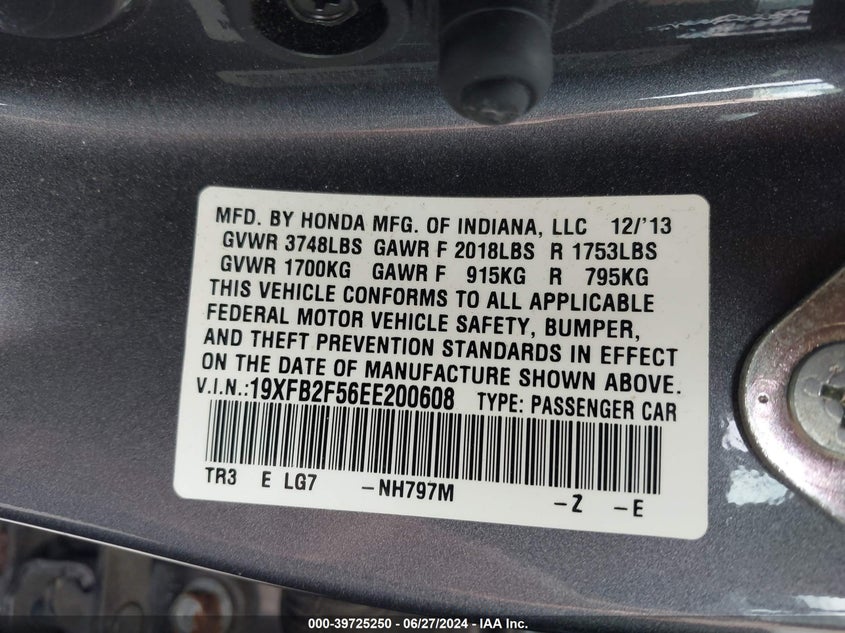 MFD. BY HONDA MFG. OF INDIANA, LLC 12/'13
GVWR 3748LBS GAWR F 2018LBS R 1753LBS
GVWR 1700KG GAWR F 915KG R 795KG
THIS VEHICLE CONFORMS TO ALL APPLICABLE
FEDERAL MOTOR VEHICLE SAFETY, BUMPER,
AND THEFT PREVENTION STANDARDS IN EFFECT
ON THE DATE OF MANUFACTURE SHOWN ABOVE.
V.I.N.:19XFB2F56EE200608 TYPE: PASSENGER CAR
TR3 E LG7 -NH797M -2 -E
000-39725250 - 06/27/2024 - IAA Inc.